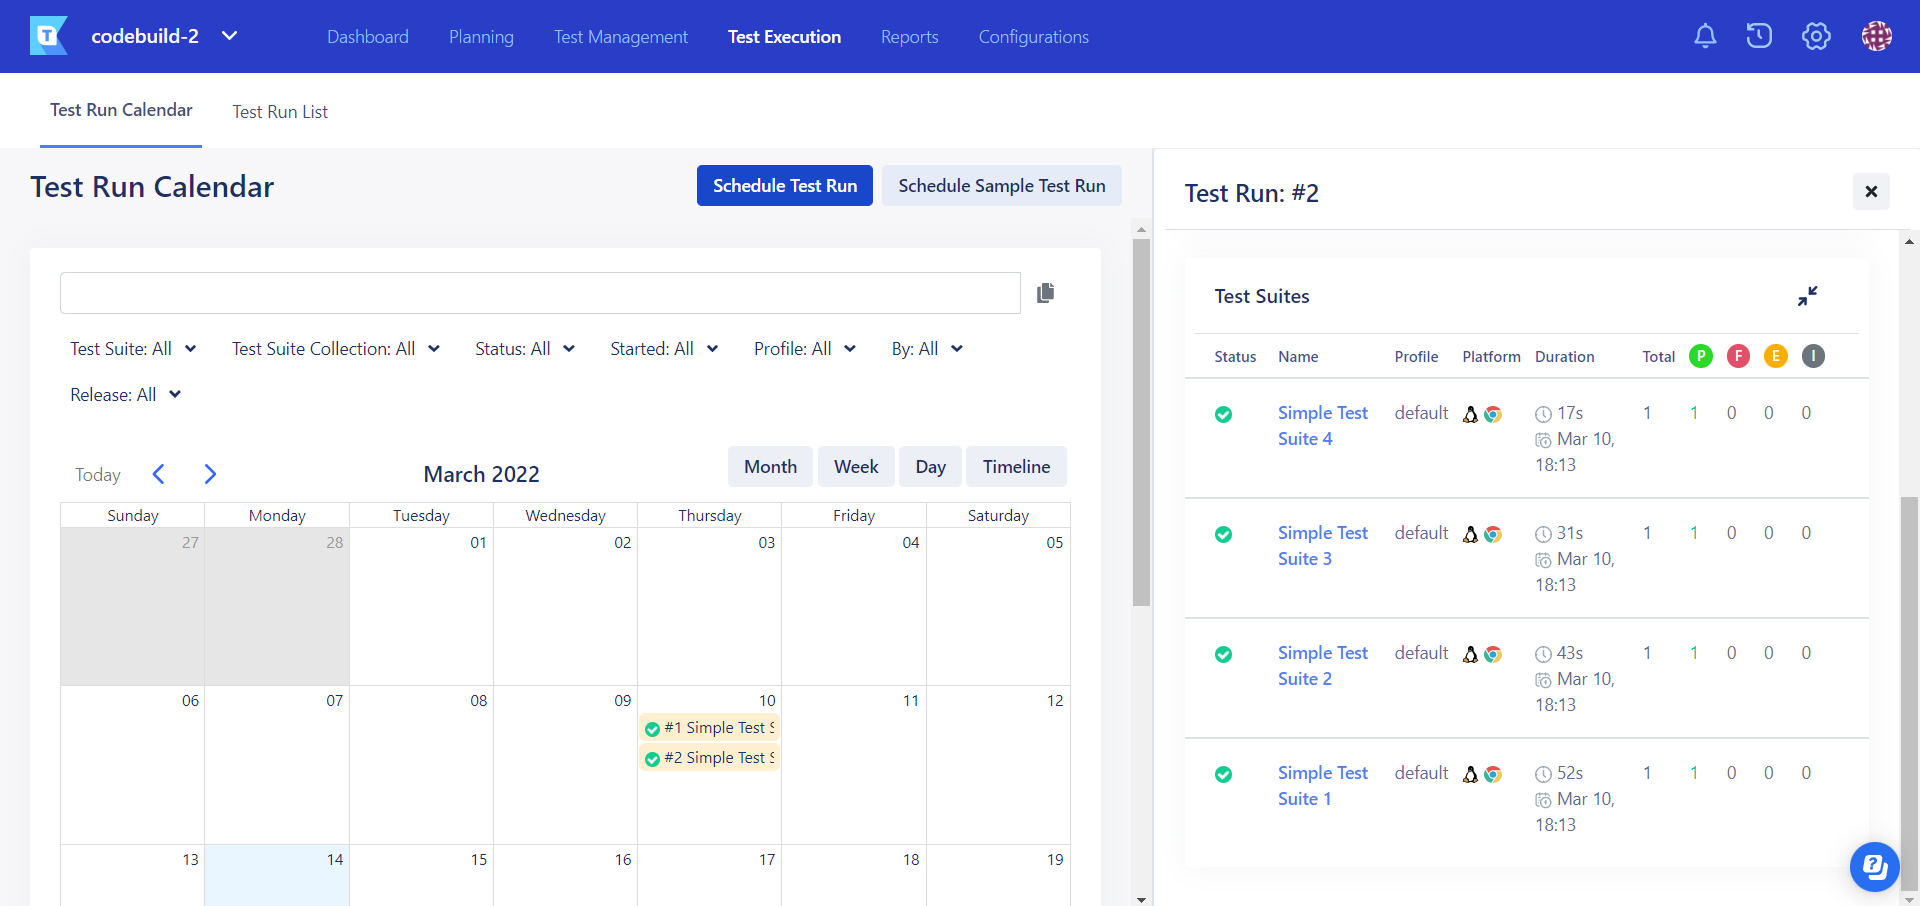 T codebuild-2 Dashboard Planning Test Management Test Execution Reports Configurations
Test Run Calendar Test Run List
Test Run Calendar Schedule Test Run Schedule Sample Test Run
Test Suite: All Test Suite Collection: All Status: All Started: All Profile: All By: All
Release: All
Today March 2022 Month Week Day Timeline
Sunday Monday Tuesday Wednesday Thursday Friday Saturday
27 28 01 02 03 04 05
06 07 08 09 10 11 12
#1 Simple Test S
#2 Simple Test S
13 14 15 16 17 18 19
Test Run: #2
Test Suites
Status Name Profile Platform Duration Total P F E I
Simple Test default 17s 1 1 0 0 0
Suite 4 Mar 10,
18:13
Simple Test default 31s 1 1 0 0 0
Suite 3 Mar 10,
18:13
Simple Test default 43s 1 1 0 0 0
Suite 2 Mar 10,
18:13
Simple Test default 52s 1 1 0 0 0
Suite 1 Mar 10,
18:13
?